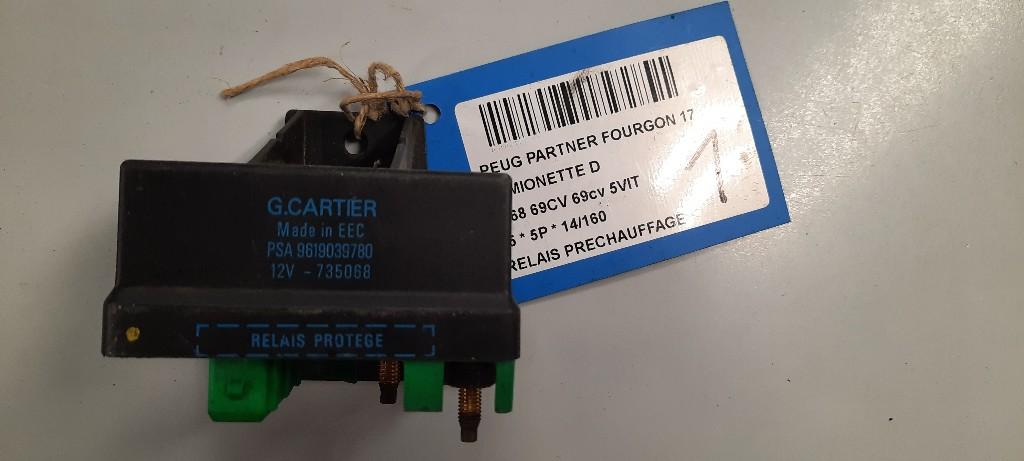 G.CARTIER
Made in EEC
PSA 9619039780
12V - 735068
RELAIS PROTEGE
PEUG PARTNER FOURGON 17
MIONETTE D
68 69CV 69cv 5VIT
* 5P * 14/160
RELAIS PRECHAUFFAGE
1